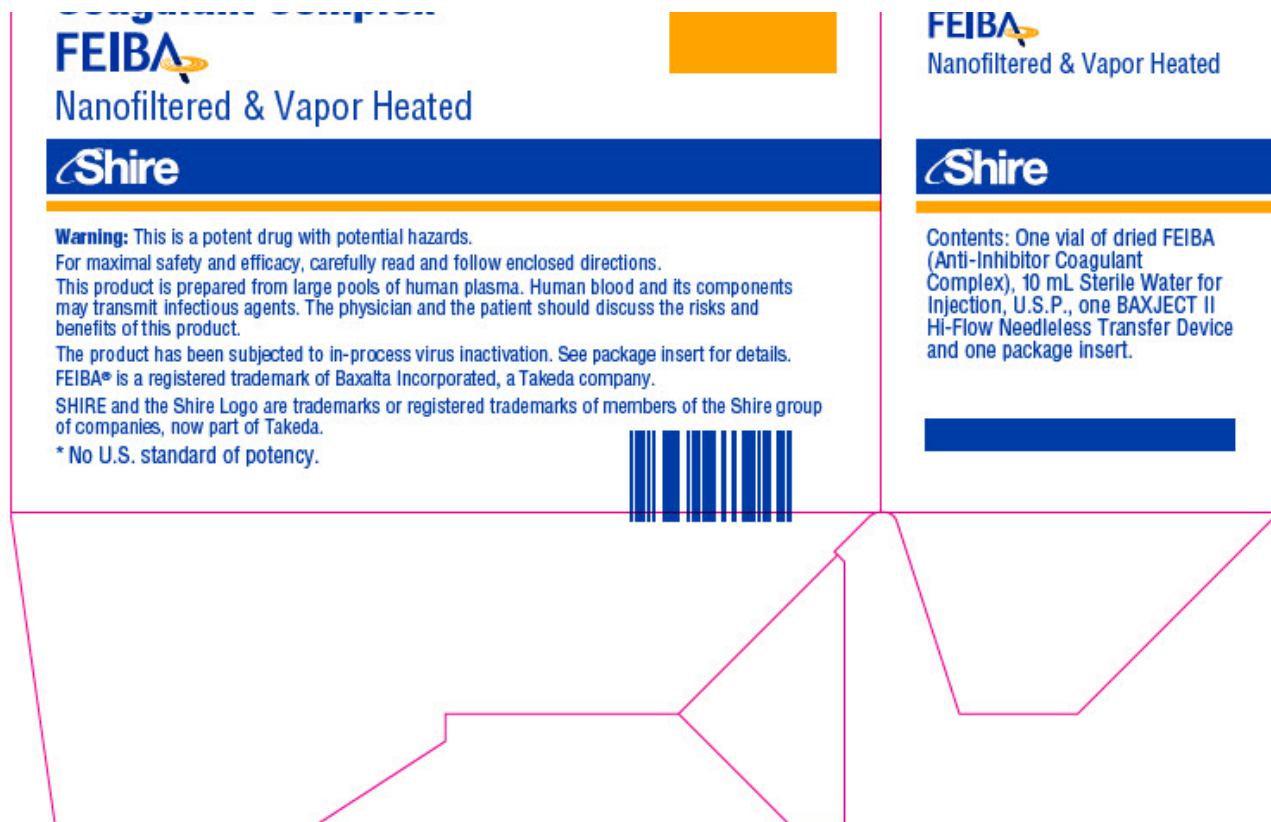 Coagulant Complex
FEIBA
Nanofiltered & Vapor Heated
Shire
Warning: This is a potent drug with potential hazards.
For maximal safety and efficacy, carefully read and follow enclosed directions.
This product is prepared from large pools of human plasma. Human blood and its components
may transmit infectious agents. The physician and the patient should discuss the risks and
benefits of this product.
The product has been subjected to in-process virus inactivation. See package insert for details.
FEIBA® is a registered trademark of Baxalta Incorporated, a Takeda company.
SHIRE and the Shire Logo are trademarks or registered trademarks of members of the Shire group
of companies, now part of Takeda.
* No U.S. standard of potency.
FEIBA
Nanofiltered & Vapor Heated
Shire
Contents: One vial of dried FEIBA
(Anti-Inhibitor Coagulant
Complex), 10 mL Sterile Water for
Injection, U.S.P., one BAXJECT II
Hi-Flow Needleless Transfer Device
and one package insert.